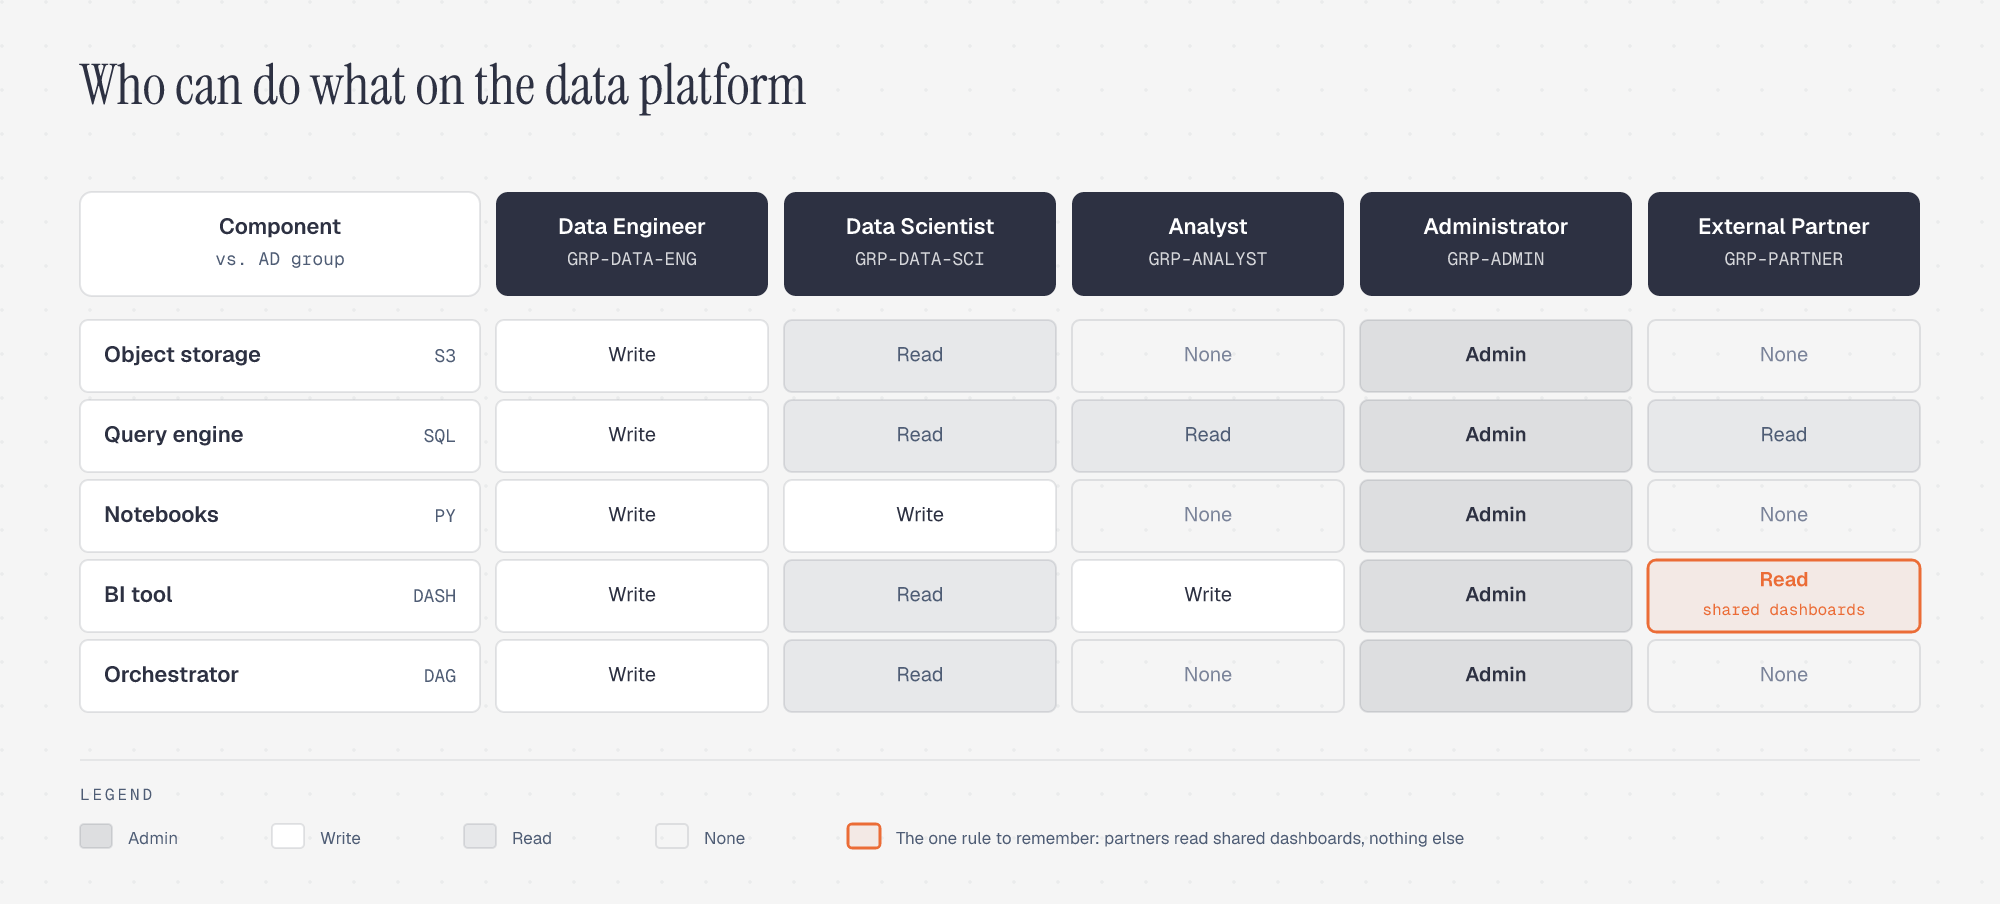 Who can do what on the data platform
Component
vs. AD group
Data Engineer
GRP-DATA-ENG
Data Scientist
GRP-DATA-SCI
Analyst
GRP-ANALYST
Administrator
GRP-ADMIN
External Partner
GRP-PARTNER
Object storage S3 Write Read None Admin None
Query engine SQL Write Read Read Admin Read
Notebooks PY Write Write None Admin None
BI tool DASH Write Read Write Admin Read
shared dashboards
Orchestrator DAG Write Read None Admin None
LEGEND
Admin Write Read None The one rule to remember: partners read shared dashboards, nothing else